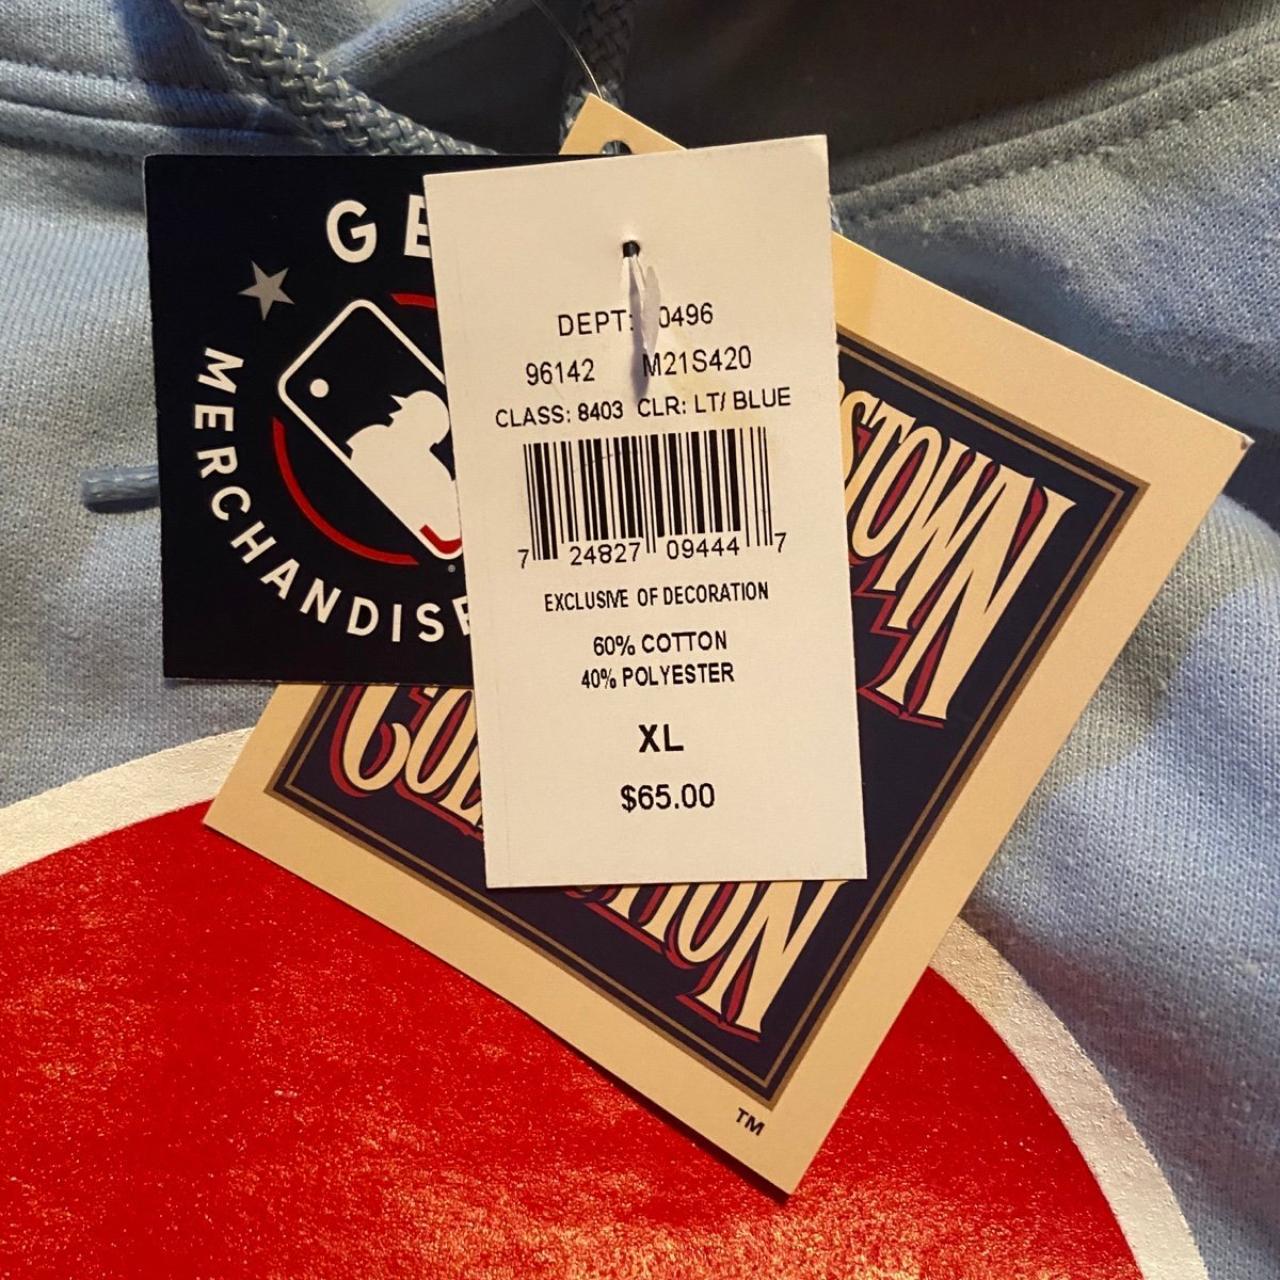 GE
MERCHANDISE
DEPT: 0496
96142 M21S420
CLASS: 8403 CLR: LT/ BLUE
7 24827 09444 7
EXCLUSIVE OF DECORATION
60% COTTON
40% POLYESTER
XL
$65.00
STOWN
COL
TION
TM